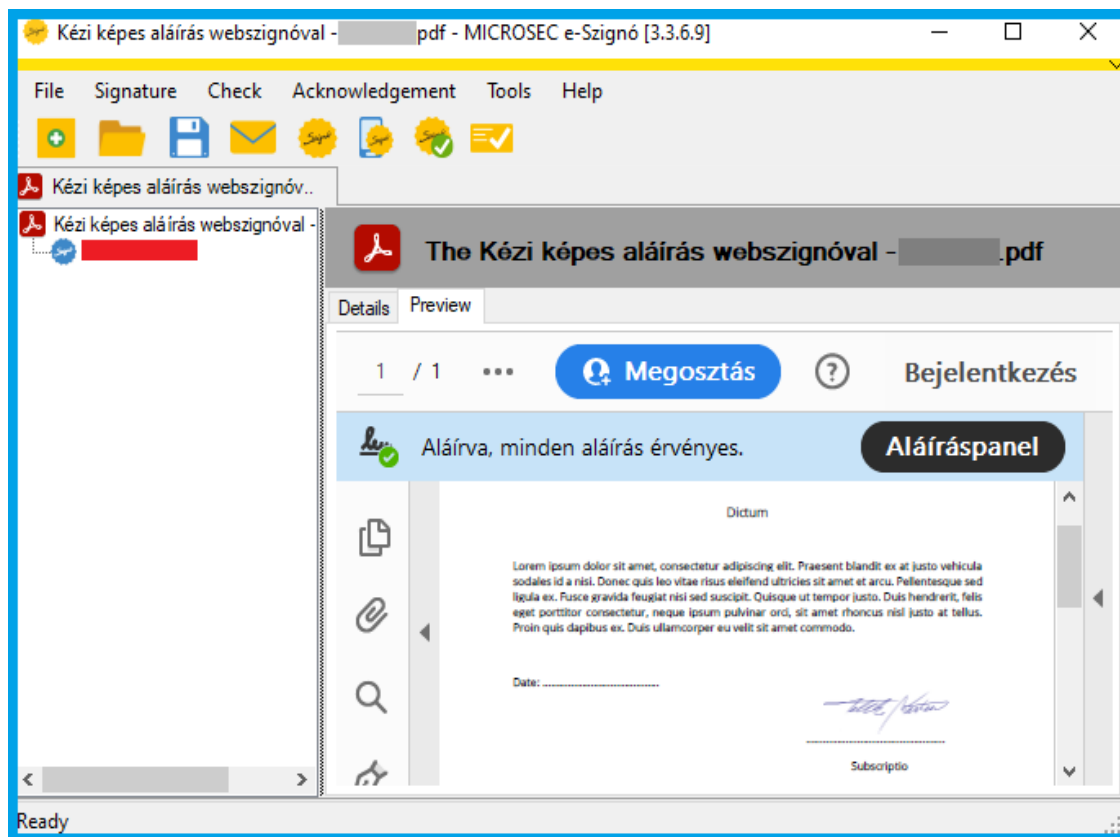 Kézi képes aláírás webszignóval - pdf - MICROSEC e-Szignó [3.3.6.9]
File Signature Check Acknowledgement Tools Help
Kézi képes aláírás webszignóv..
Kézi képes aláírás webszignóval -
The Kézi képes aláírás webszignóval - .pdf
Details Preview
1 / 1 ••• Megosztás ? Bejelentkezés
Aláírva, minden aláírás érvényes. Aláíráspanel
Dictum
Lorem ipsum dolor sit amet, consectetur adipiscing elit. Praesent blandit ex at justo vehicula
sodales id a nisi. Donec quis leo vitae risus eleifend ultricies sit amet et arcu. Pellentesque sed
ligula ex. Fusce gravida feugiat nisi sed suscipit. Quisque ut tempor justo. Duis hendrerit, felis
eget porttitor consectetur, neque ipsum pulvinar orci, sit amet rhoncus nisl justo at tellus.
Proin quis dapibus ex. Duis ullamcorper eu velit sit amet commodo.
Date: ....................................
Subscriptio
Ready